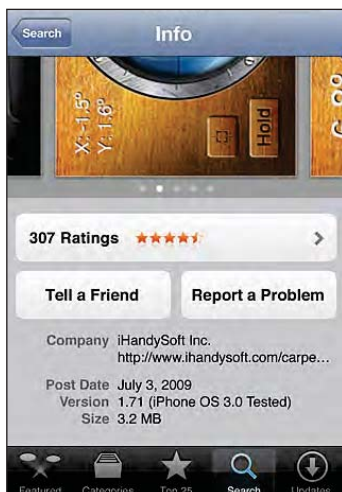 Search
Info
X:-1.5°
Y:1.6°
Hold
307 Ratings
Tell a Friend
Report a Problem
Company iHandySoft Inc.
http://www.ihandysoft.com/carpe...
Post Date July 3, 2009
Version 1.71 (iPhone OS 3.0 Tested)
Size 3.2 MB
Featured Categories Top 25 Search Updates